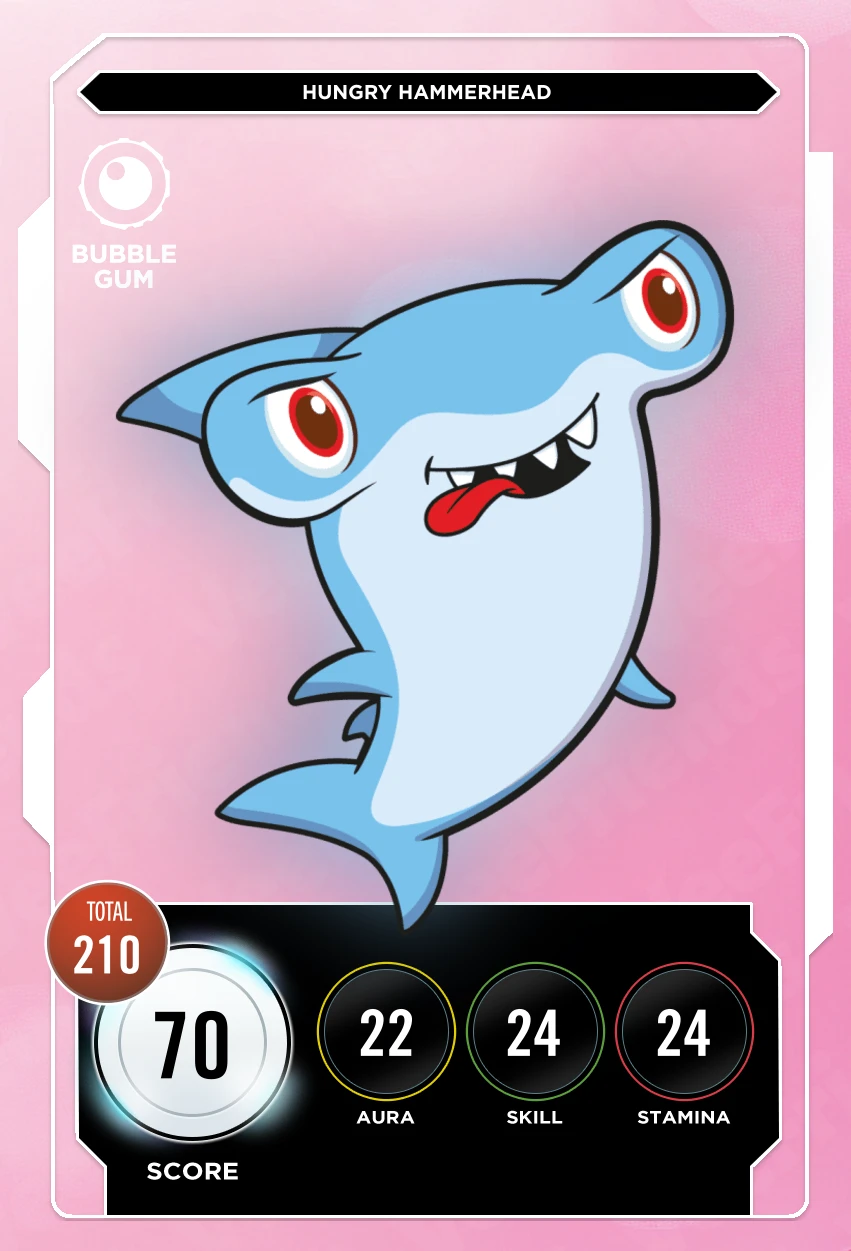 HUNGRY HAMMERHEAD
BUBBLE
GUM
TOTAL
210
70
SCORE
22
AURA
24
SKILL
24
STAMINA